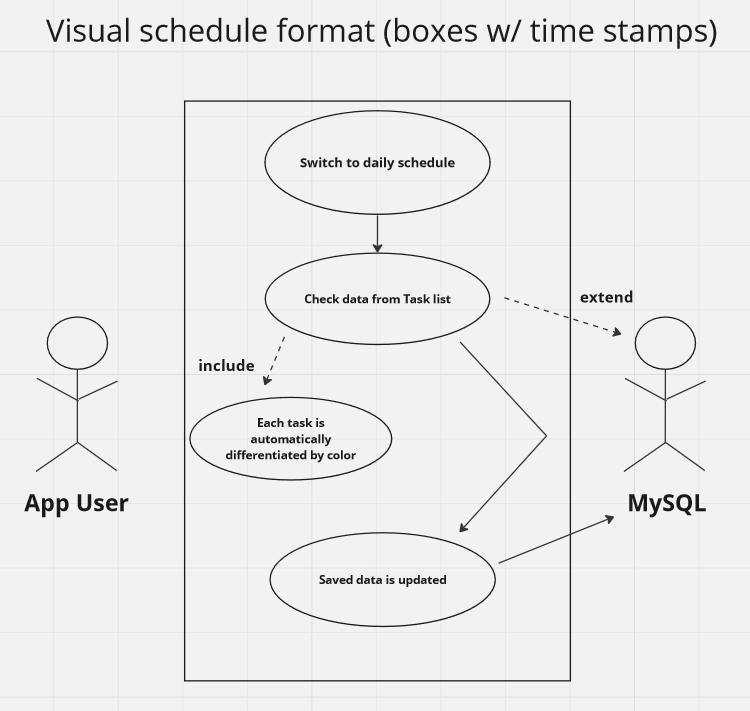 Visual schedule format (boxes w/ time stamps)
Switch to daily schedule
Check data from Task list
extend
include
Each task is
automatically
differentiated by color
App User
MySQL
Saved data is updated